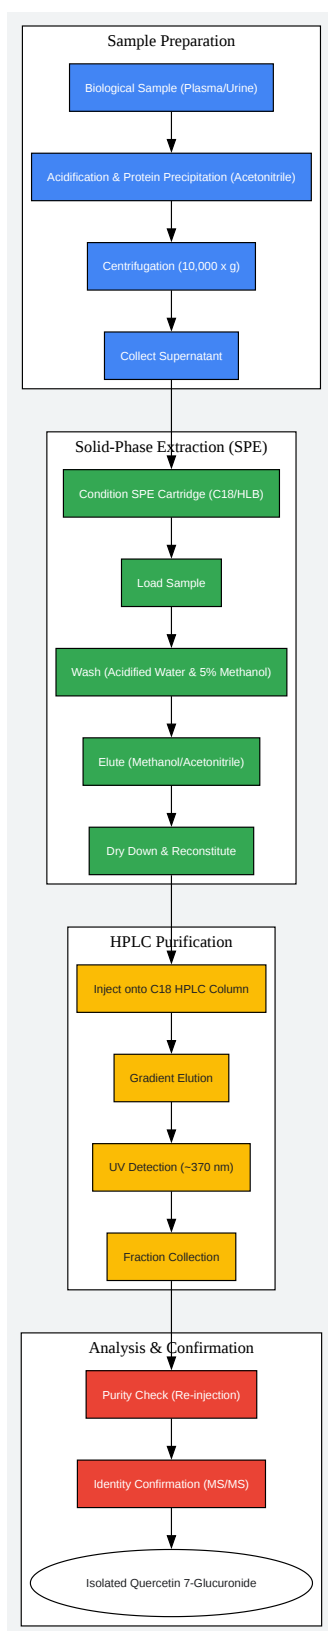 Sample Preparation
Biological Sample (Plasma/Urine)
Acidification & Protein Precipitation (Acetonitrile)
Centrifugation (10,000 x g)
Collect Supernatant
Solid-Phase Extraction (SPE)
Condition SPE Cartridge (C18/HLB)
Load Sample
Wash (Acidified Water & 5% Methanol)
Elute (Methanol/Acetonitrile)
Dry Down & Reconstitute
HPLC Purification
Inject onto C18 HPLC Column
Gradient Elution
UV Detection (~370 nm)
Fraction Collection
Analysis & Confirmation
Purity Check (Re-injection)
Identity Confirmation (MS/MS)
Isolated Quercetin 7-Glucuronide